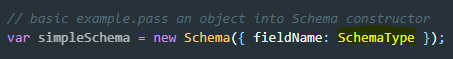 // basic example.pass an object into Schema constructor
var simpleSchema = new Schema({ fieldName: SchemaType });